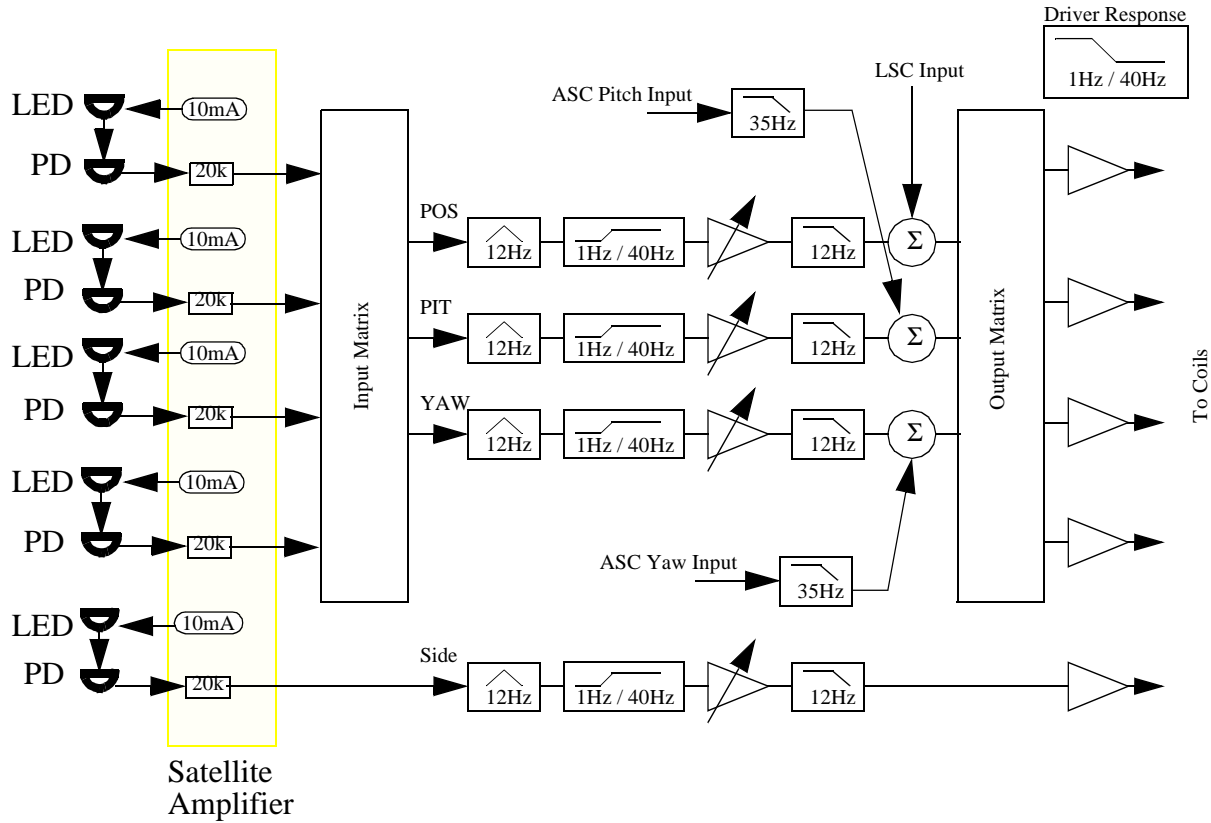 Driver Response
1Hz / 40Hz
LSC Input
ASC Pitch Input
35Hz
LED
10mA
PD
20k
LED
10mA
PD
20k
LED
10mA
PD
20k
LED
10mA
PD
20k
LED
10mA
PD
20k
Input Matrix
POS
12Hz
1Hz / 40Hz
12Hz
Σ
PIT
12Hz
1Hz / 40Hz
12Hz
Σ
YAW
12Hz
1Hz / 40Hz
12Hz
Σ
ASC Yaw Input
35Hz
Side
12Hz
1Hz / 40Hz
12Hz
Output Matrix
To Coils
Satellite
Amplifier